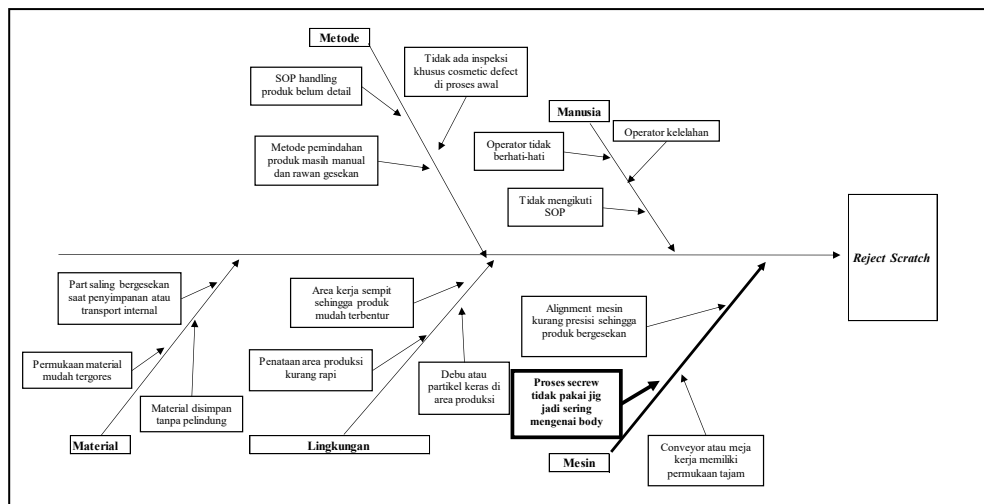 Metode
Tidak ada inspeksi
khusus cosmetic defect
di proses awal
SOP handling
produk belum detail
Metode pemindahan
produk masih manual
dan rawan gesekan
Manusia
Operator kelelahan
Operator tidak
berhati-hati
Tidak mengikuti
SOP
Reject Scratch
Part saling bergesekan
saat penyimpanan atau
transport internal
Permukaan material
mudah tergores
Material disimpan
tanpa pelindung
Material
Area kerja sempit
sehingga produk
mudah terbentur
Penataan area produksi
kurang rapi
Debu atau
partikel keras di
area produksi
Lingkungan
Alignment mesin
kurang presisi sehingga
produk bergesekan
Proses secrew
tidak pakai jig
jadi sering
mengenai body
Conveyor atau meja
kerja memiliki
permukaan tajam
Mesin